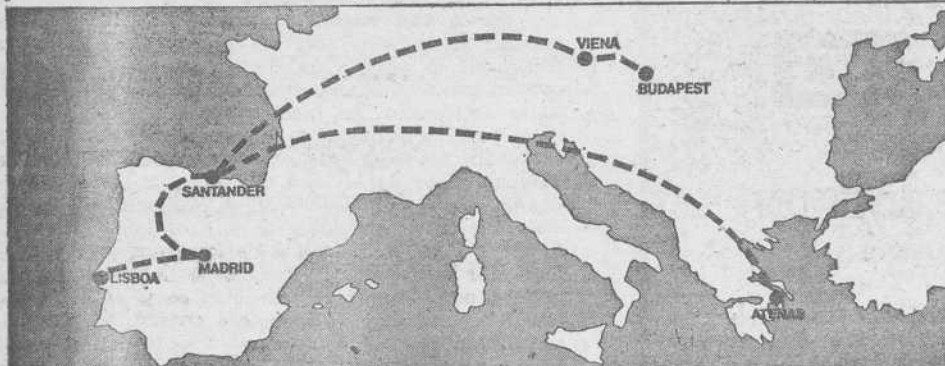 VIENA
BUDAPEST
SANTANDER
LISBOA
MADRID
ATENAS